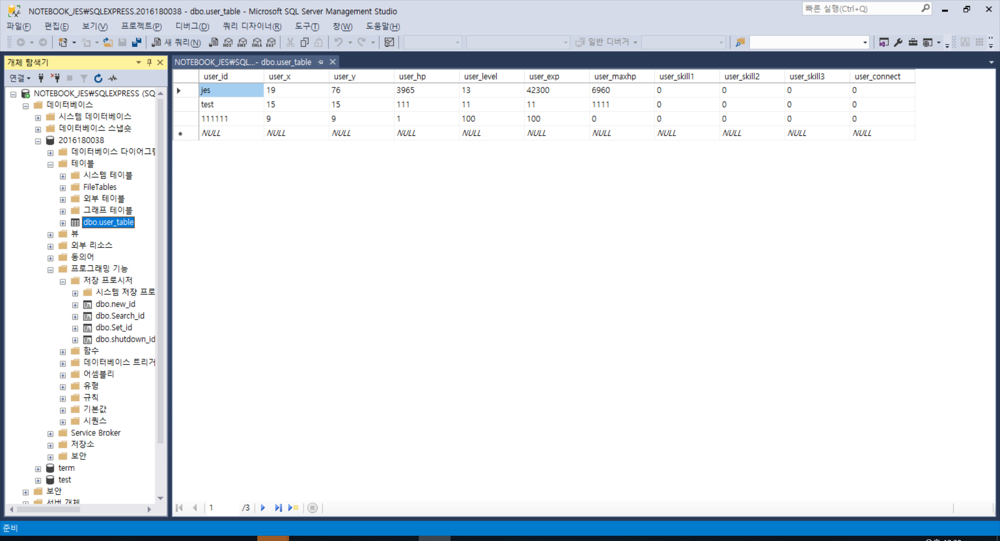 NOTEBOOK_JES₩SQLEXPRESS.2016180038 - dbo.user_table - Microsoft SQL Server Management Studio
빠른 실행(Ctrl+Q)
파일(F) 편집(E) 보기(V) 프로젝트(P) 디버그(D) 쿼리 디자이너(R) 도구(T) 창(W) 도움말(H)
새 쿼리(N) MDX DMX XMLA DAX 일반 디버거
개체 탐색기
NOTEBOOK_JES₩SQL...- dbo.user_table
연결
NOTEBOOK_JES₩SQLEXPRESS (SQ
데이터베이스
시스템 데이터베이스
데이터베이스 스냅숏
2016180038
데이터베이스 다이어그램
테이블
시스템 테이블
FileTables
외부 테이블
그래프 테이블
dbo.user_table
뷰
외부 리소스
동의어
프로그래밍 기능
저장 프로시저
시스템 저장 프로
dbo.new_id
dbo.Search_id
dbo.Set_id
dbo.shutdown_id
함수
데이터베이스 트리거
어셈블리
유형
규칙
기본값
시퀀스
Service Broker
저장소
보안
term
test
보안
서버 개체
user_id user_x user_y user_hp user_level user_exp user_maxhp user_skill1 user_skill2 user_skill3 user_connect
jes 19 76 3965 13 42300 6960 0 0 0 0
test 15 15 111 11 11 1111 0 0 0 0
111111 9 9 1 100 100 0 0 0 0 0
NULL NULL NULL NULL NULL NULL NULL NULL NULL NULL NULL
1 /3
준비